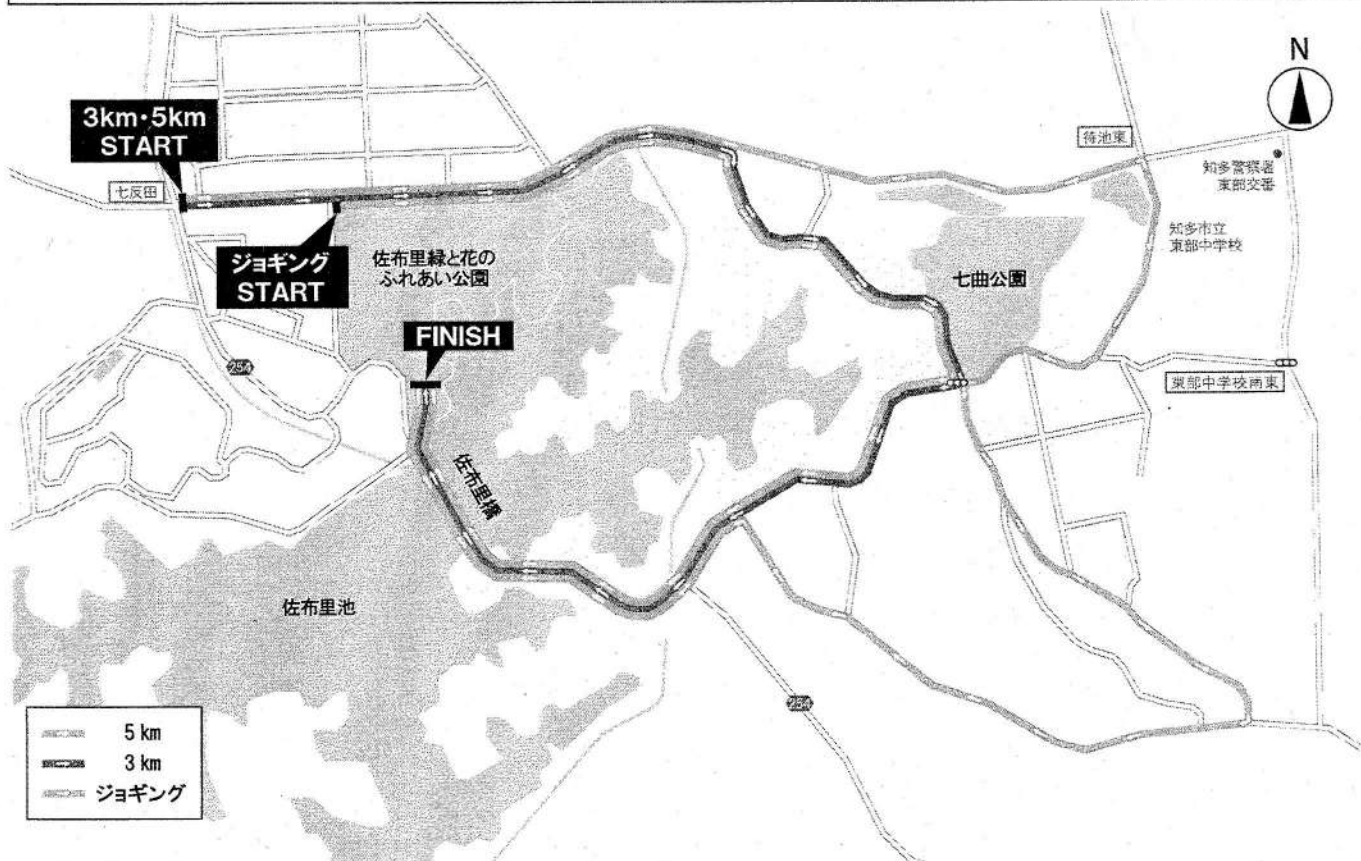 N
3km・5km
START
待池東
知多警察署
東部交番
七反田
知多市立
東部中学校
ジョギング
START
佐布里緑と花の
ふれあい公園
七曲公園
FINISH
254
東部中学校南東
佐布里橋
佐布里池
254
5 km
3 km
ジョギング